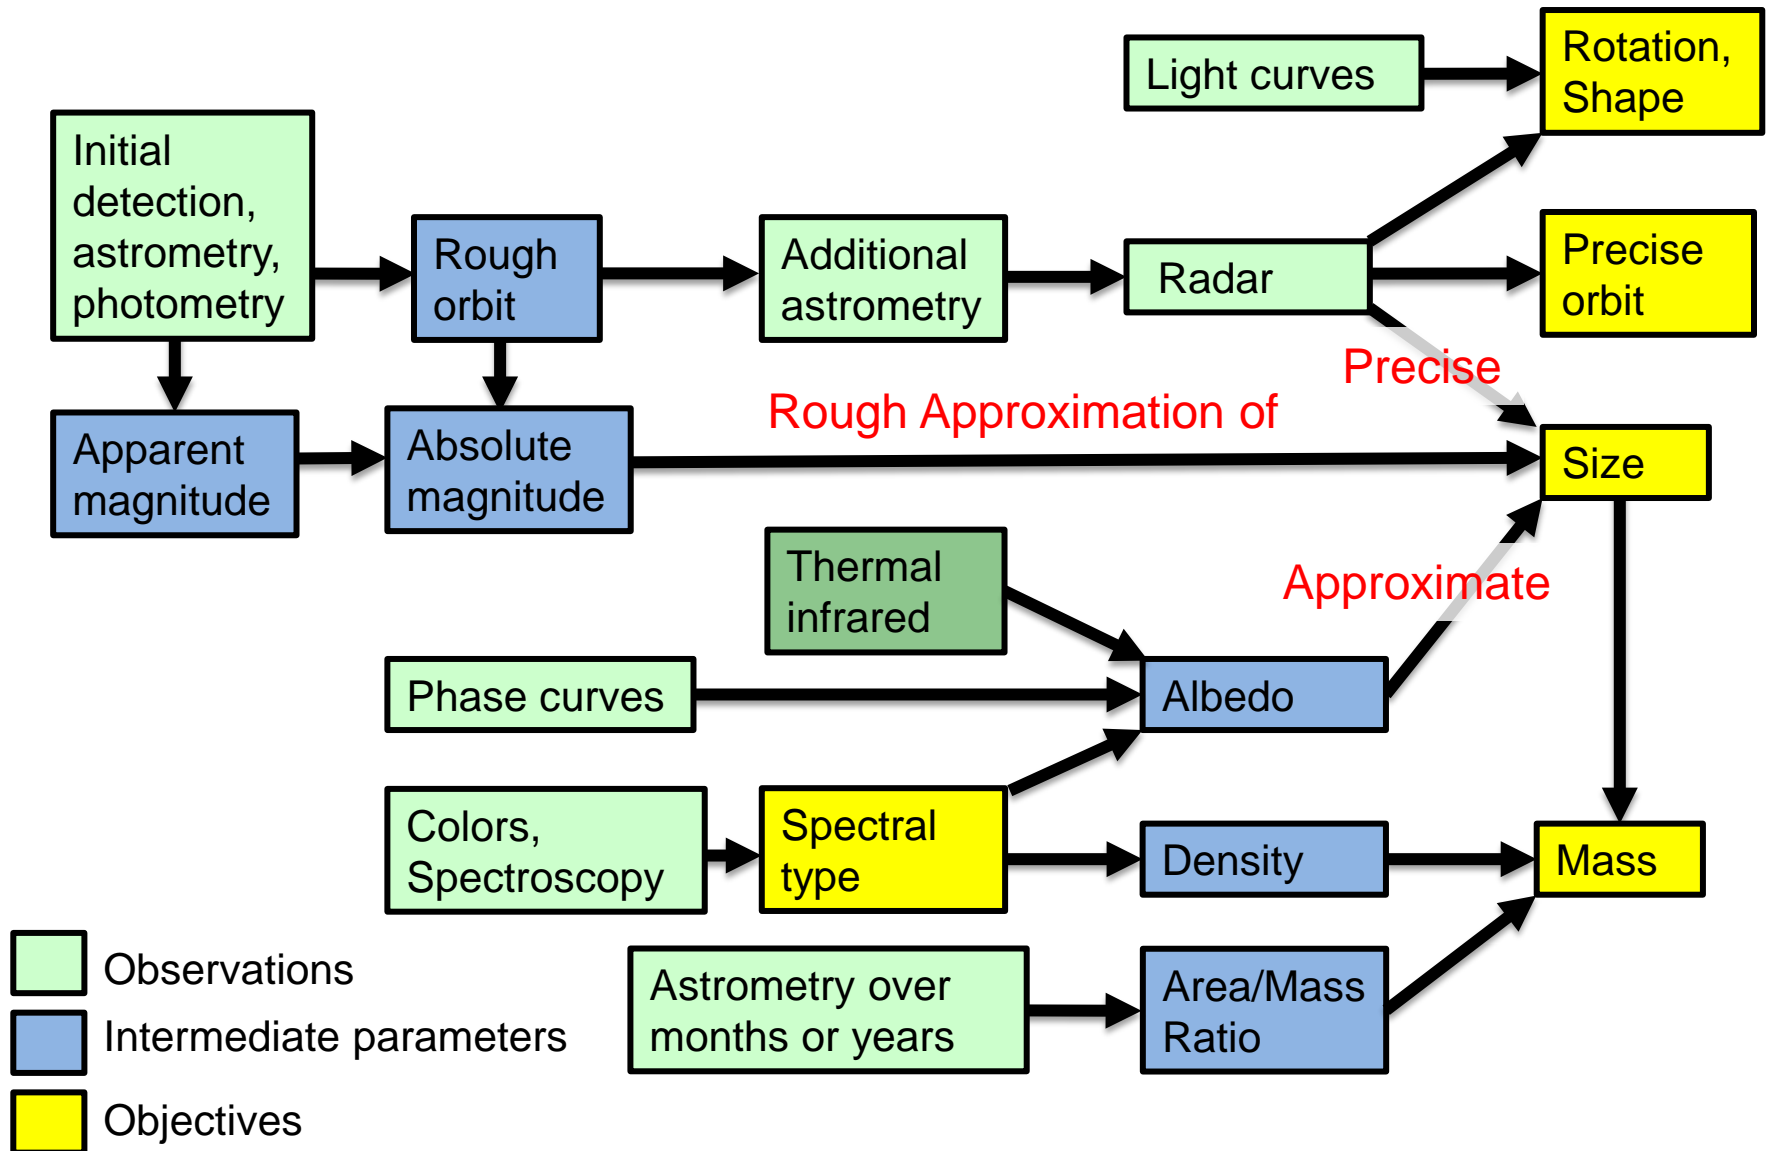 Light curves
Rotation,
Shape
Initial
detection,
astrometry,
photometry
Rough
orbit
Additional
astrometry
Radar
Precise
orbit
Precise
Rough Approximation of
Apparent
magnitude
Absolute
magnitude
Size
Thermal
infrared
Approximate
Phase curves
Albedo
Colors,
Spectroscopy
Spectral
type
Density
Mass
Astrometry over
months or years
Area/Mass
Ratio
Observations
Intermediate parameters
Objectives